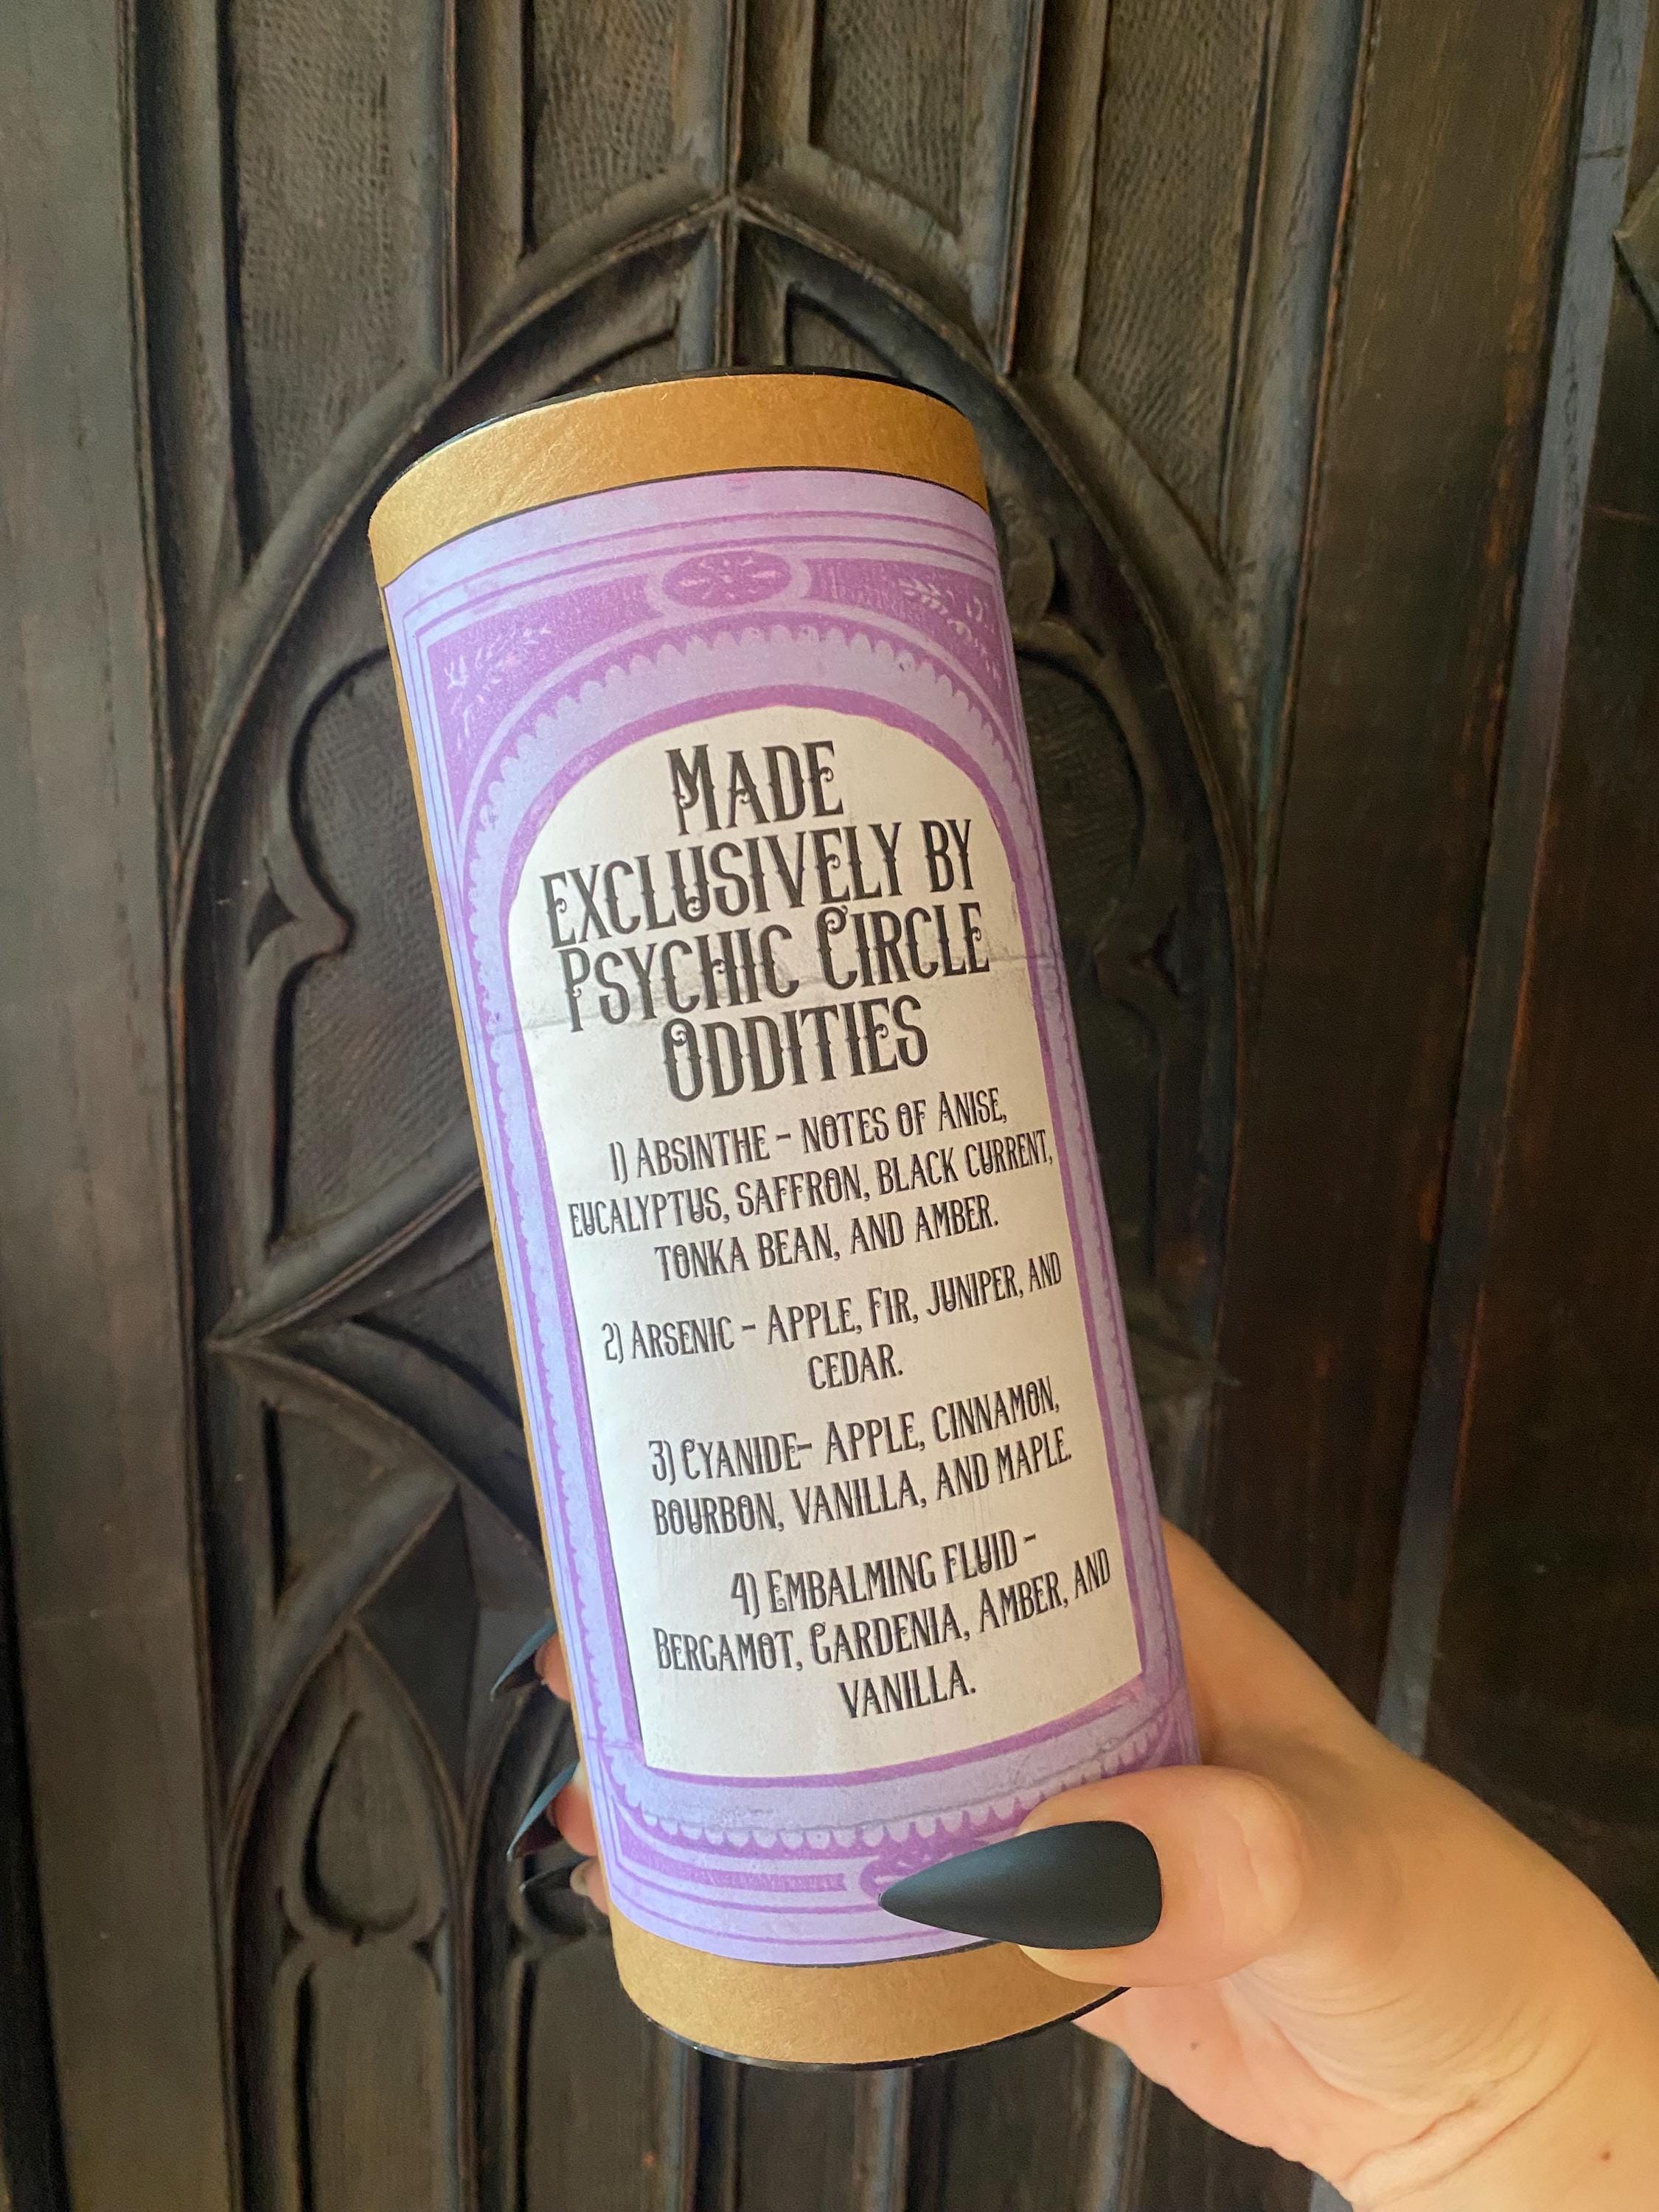 Made
exclusively by
Psychic Circle
Oddities
1) Absinthe - notes of Anise,
eucalyptus, saffron, black current,
tonka bean, and amber.
2) Arsenic - Apple, Fir, juniper, and
cedar.
3) Cyanide- Apple, cinnamon,
bourbon, vanilla, and maple.
4) Embalming fluid -
Bergamot, Gardenia, Amber, and
vanilla.